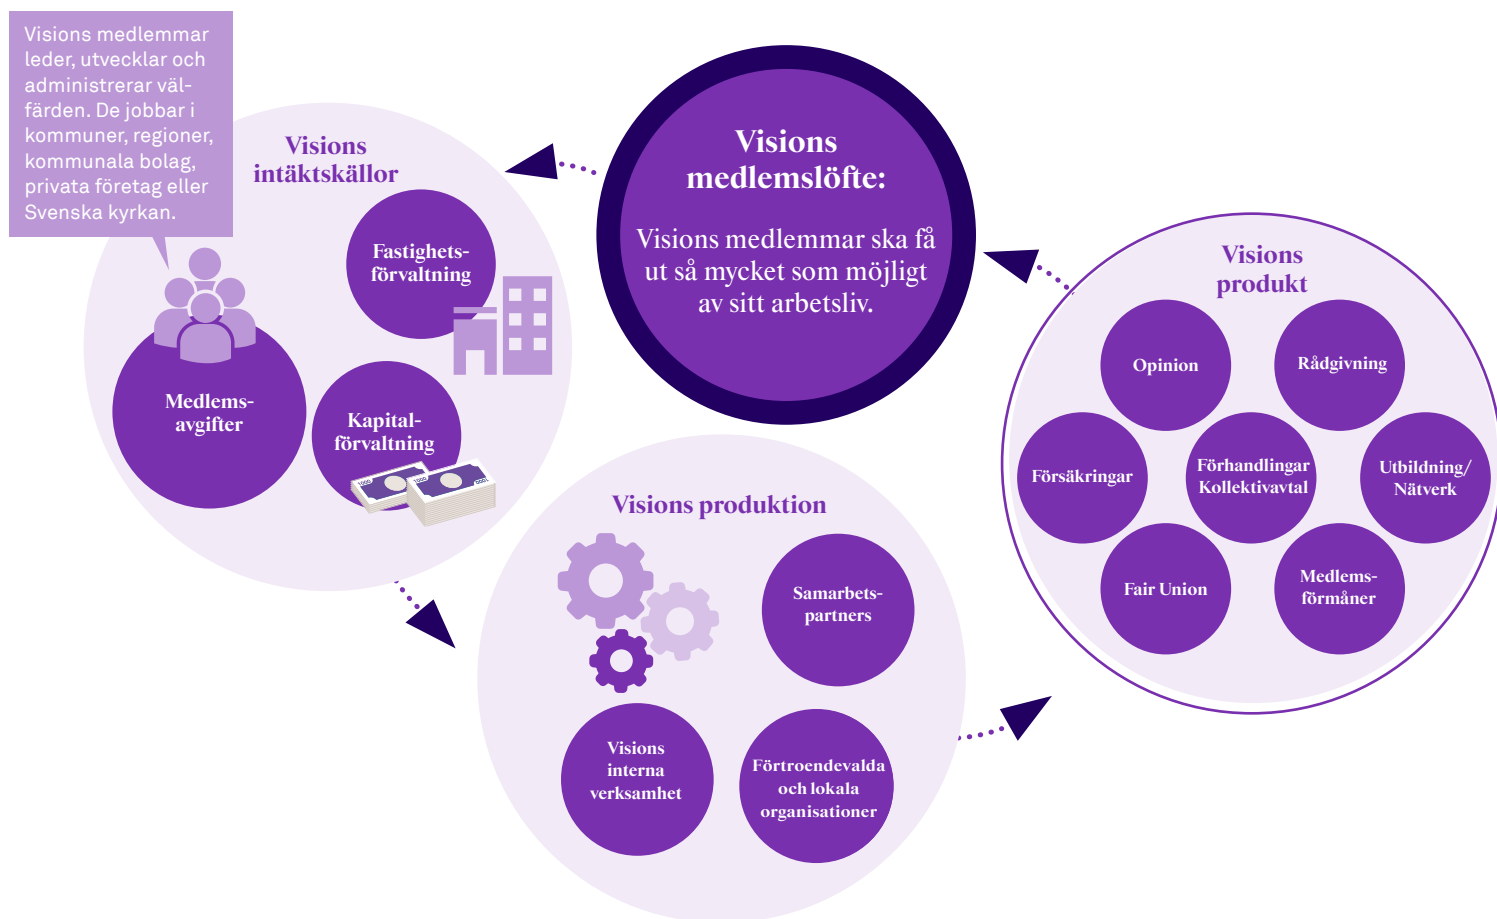 Visions medlemmar
leder, utvecklar och
administrerar väl-
färden. De jobbar i
kommuner, regioner,
kommunala bolag,
privata företag eller
Svenska kyrkan.
Visions
intäktskällor
Fastighets-
förvaltning
Medlems-
avgifter
Kapital-
förvaltning
1000
1000
1000
Visions
medlemslöfte:
Visions medlemmar ska få
ut så mycket som möjligt
av sitt arbetsliv.
Visions produktion
Samarbets-
partners
Visions
interna
verksamhet
Förtroendevalda
och lokala
organisationer
Visions
produkt
Opinion
Rådgivning
Försäkringar
Förhandlingar
Kollektivavtal
Utbildning/
Nätverk
Fair Union
Medlems-
förmåner